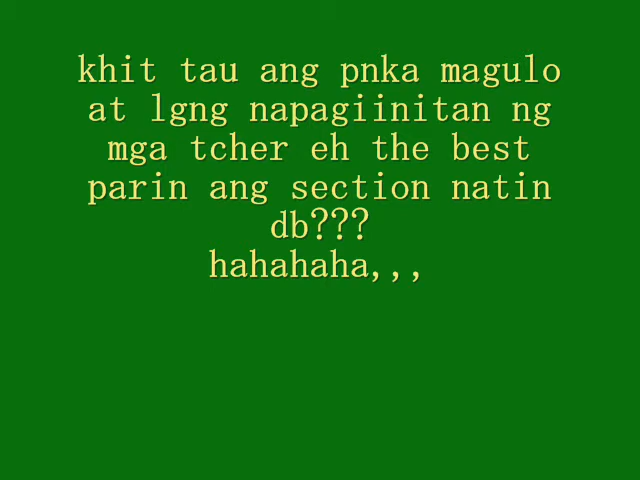 khit tau ang pnka magulo
at lgng napagiinitan ng
mga tcher eh the best
parin ang section natin
db???
hahahaha,,,